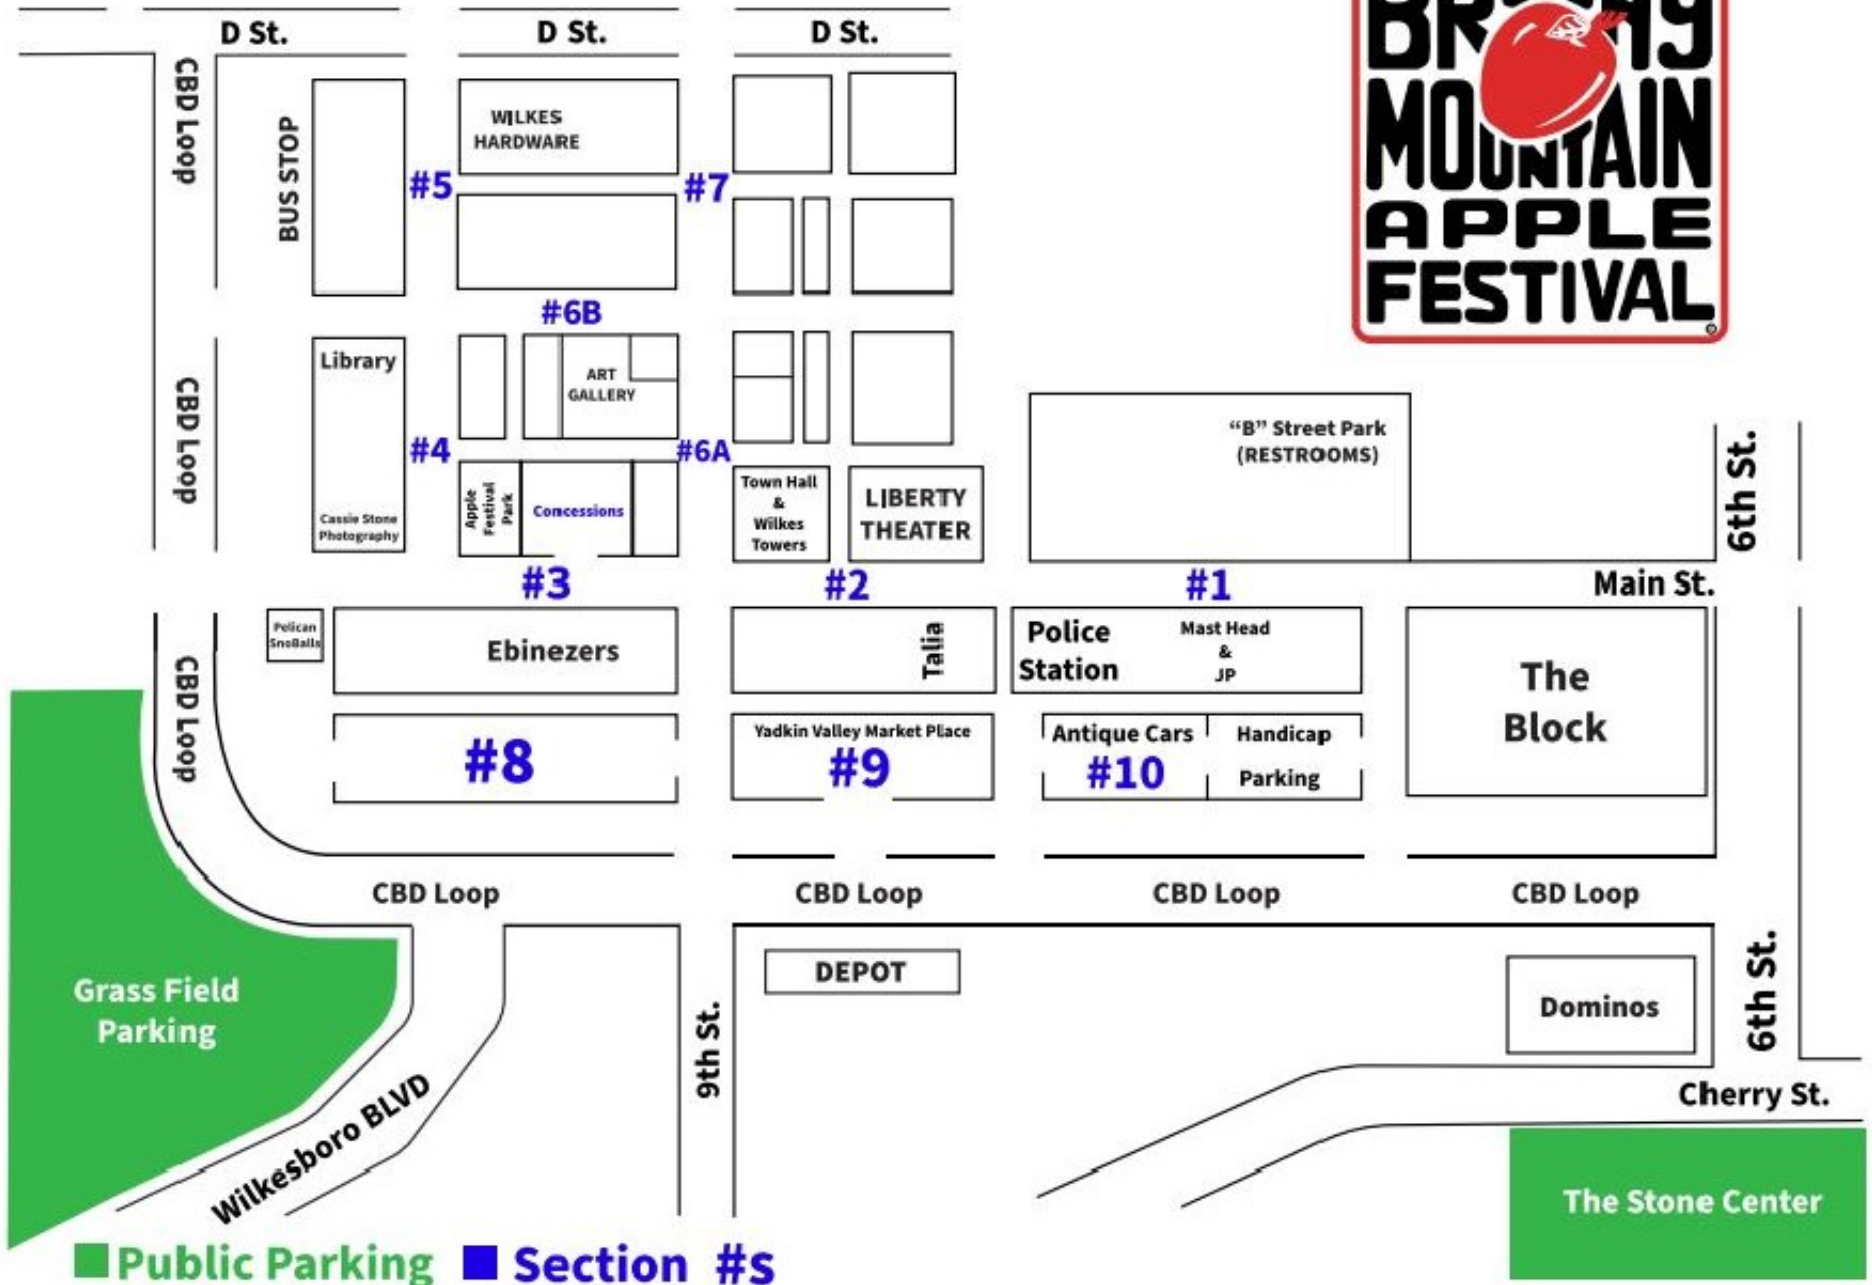 D St.
D St.
D St.
MOUNTAIN
APPLE
FESTIVAL
®
CBD Loop
BUS STOP
WILKES
HARDWARE
#5
#7
#6B
Library
ART
GALLERY
CBD Loop
#4
#6A
"B" Street Park
(RESTROOMS)
6th St.
Cassie Stone
Photography
Apple
Festival
Park
Concessions
Town Hall
&
Wilkes
Towers
LIBERTY
THEATER
#3
#2
#1
Main St.
Pelican
SnoBalls
Ebinezers
Talia
Police
Station
Mast Head
&
JP
The
Block
CBD Loop
#8
Yadkin Valley Market Place
#9
Antique Cars
#10
Handicap
Parking
CBD Loop
CBD Loop
CBD Loop
CBD Loop
Grass Field
Parking
DEPOT
Dominos
6th St.
9th St.
Wilkesboro BLVD
Cherry St.
The Stone Center
Public Parking
Section #s